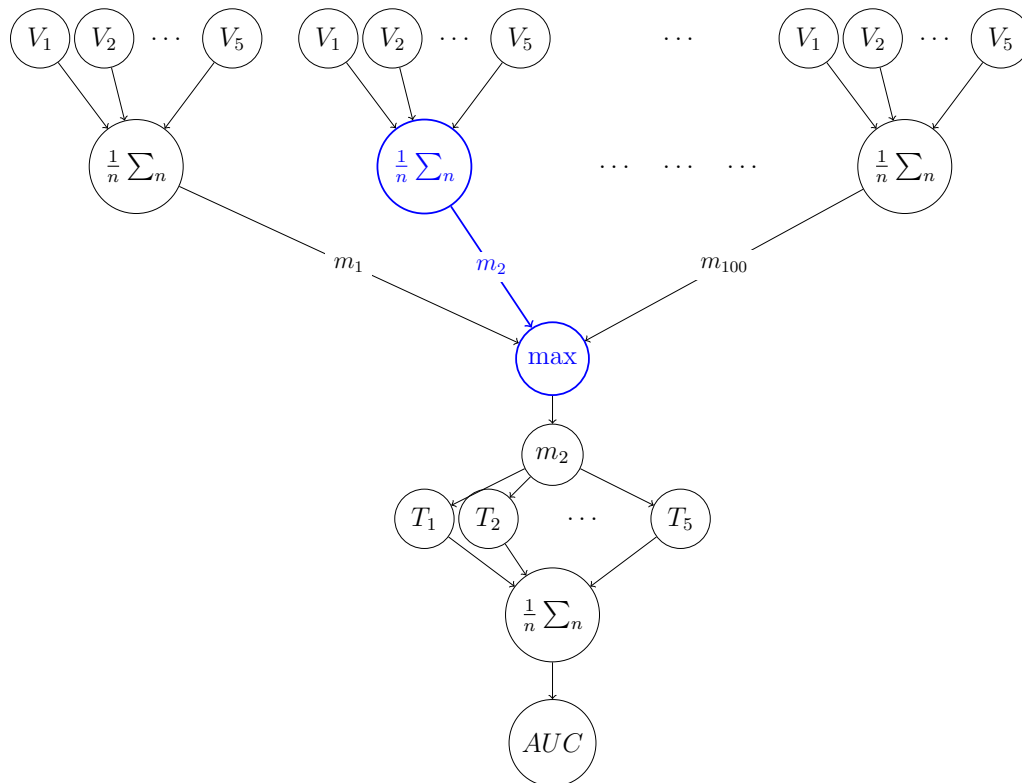 V₁ V₂ ⋯ V₅ V₁ V₂ ⋯ V₅ ⋯ V₁ V₂ ⋯ V₅
1/n ∑ₙ 1/n ∑ₙ ⋯ ⋯ ⋯ 1/n ∑ₙ
m₁ m₂ m₁₀₀
max
m₂
T₁ T₂ ⋯ T₅
1/n ∑ₙ
AUC